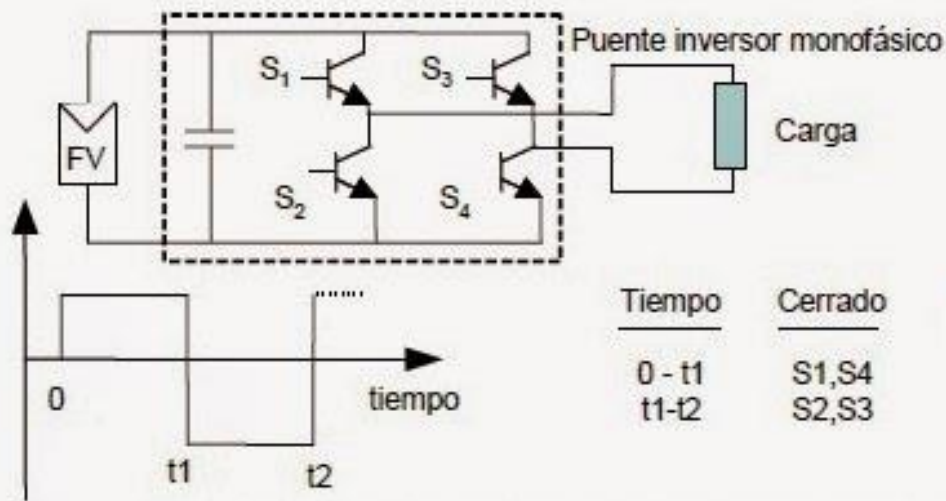 Puente inversor monofásico
S1
S3
FV
Carga
S2
S4
Tiempo Cerrado
0 - t1 S1,S4
t1-t2 S2,S3
0
tiempo
t1
t2